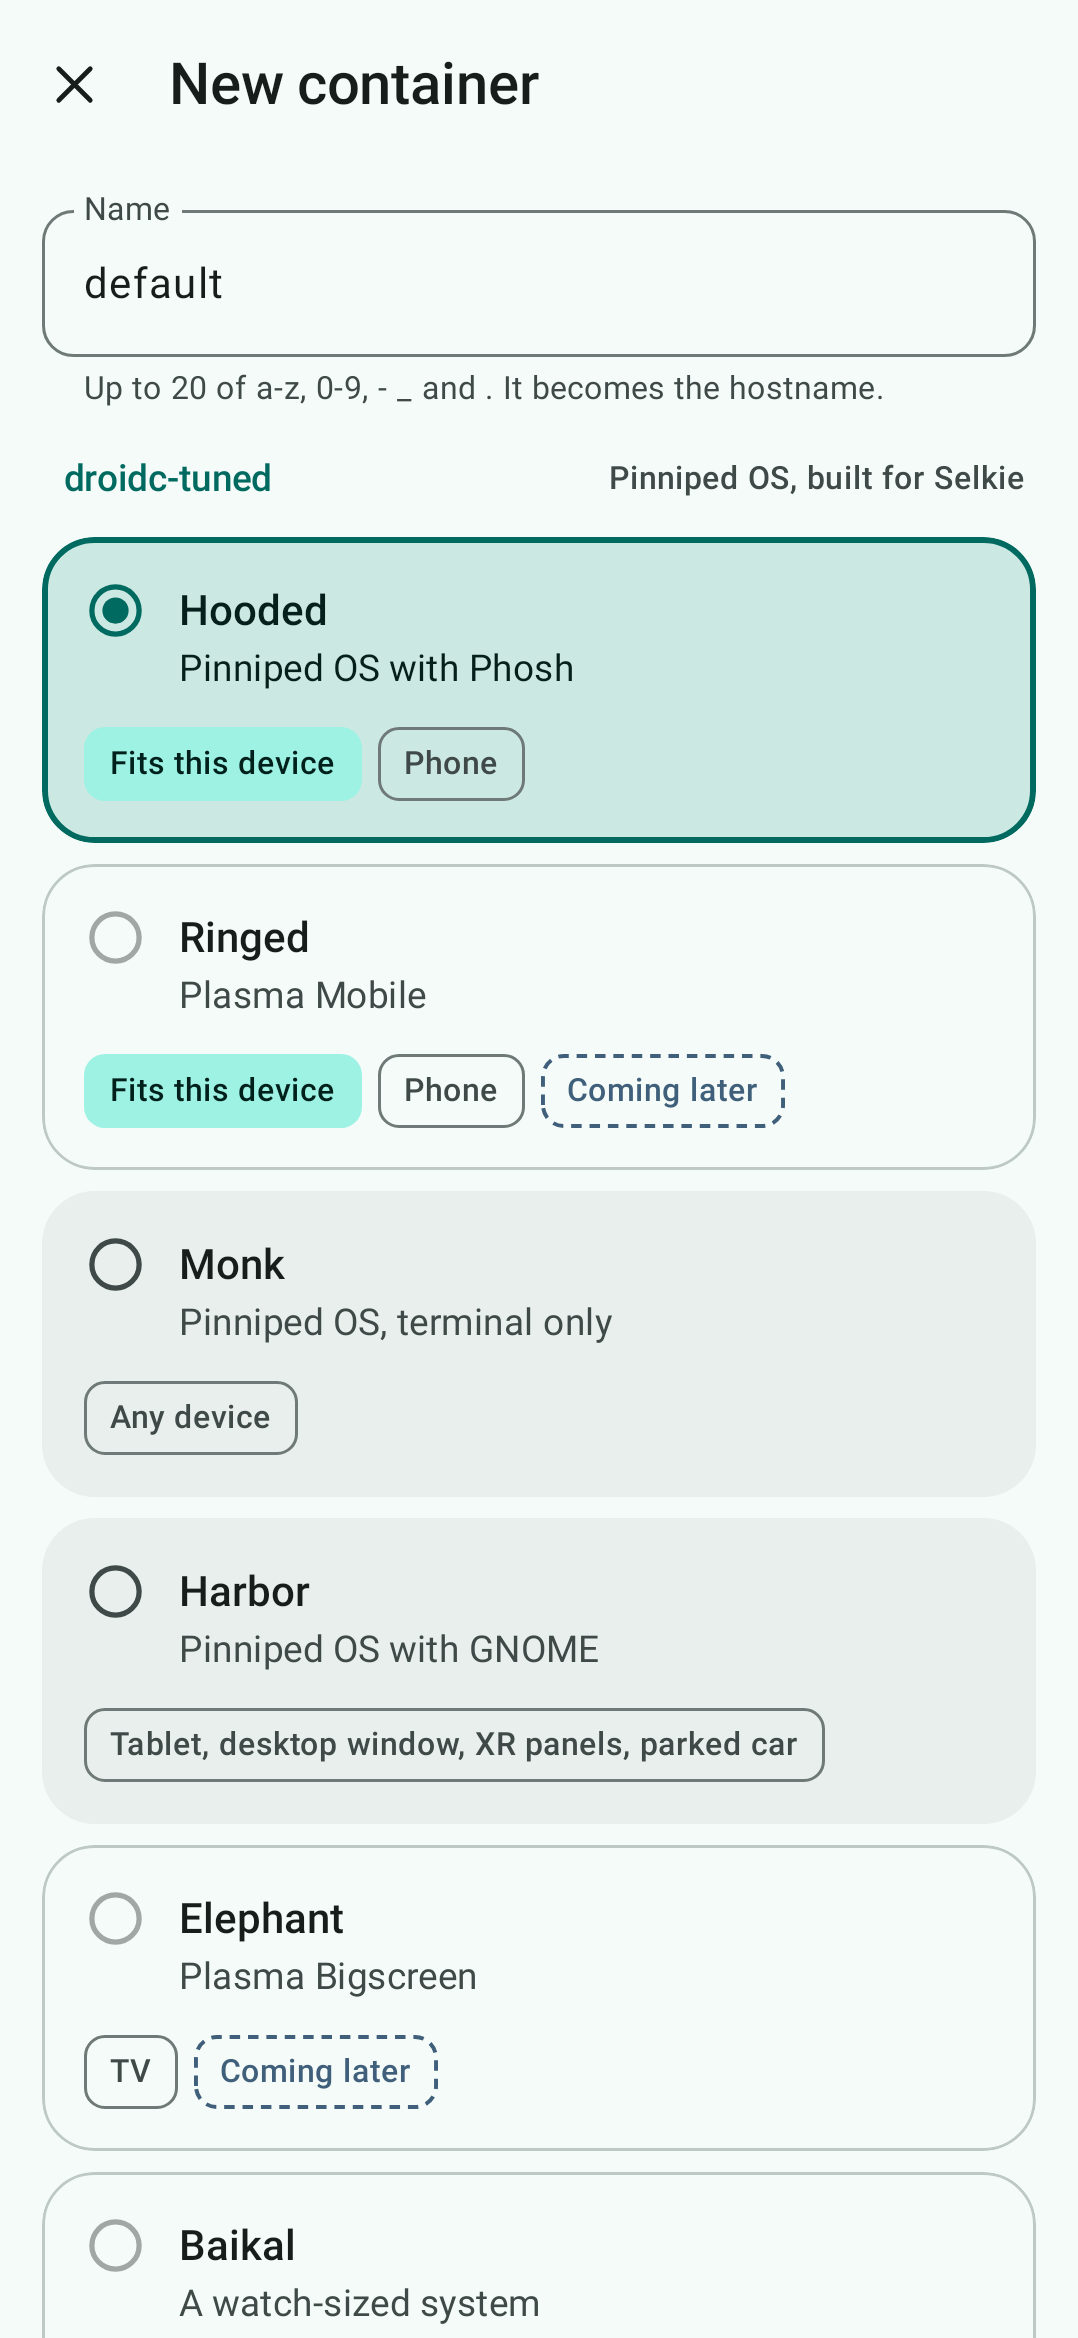 New container
Name
default
Up to 20 of a-z, 0-9, - _ and . It becomes the hostname.
droidc-tuned
Pinniped OS, built for Selkie
Hooded
Pinniped OS with Phosh
Fits this device
Phone
Ringed
Plasma Mobile
Fits this device
Phone
Coming later
Monk
Pinniped OS, terminal only
Any device
Harbor
Pinniped OS with GNOME
Tablet, desktop window, XR panels, parked car
Elephant
Plasma Bigscreen
TV
Coming later
Baikal
A watch-sized system